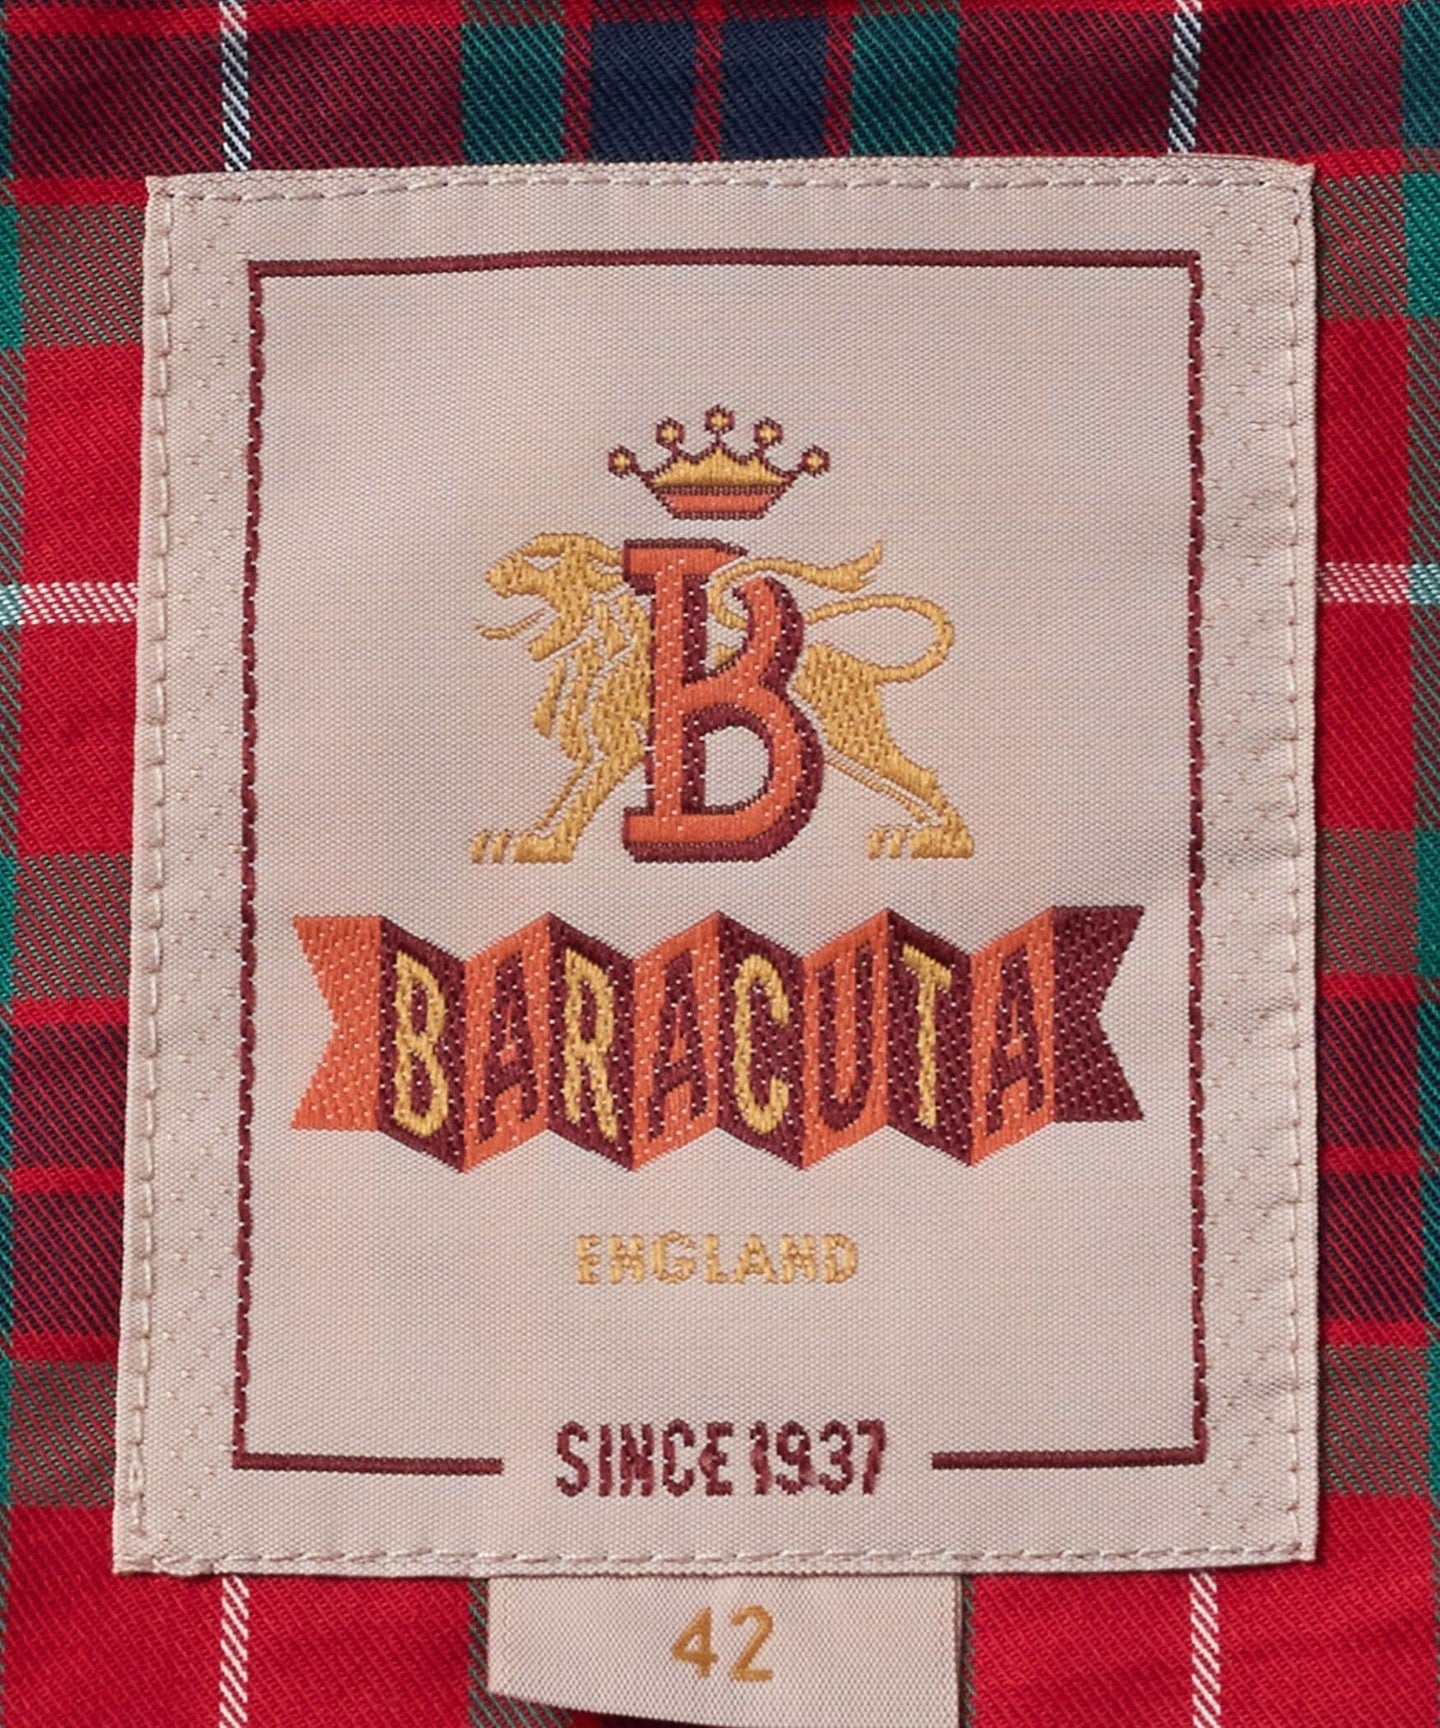 B
BARACUTA
ENGLAND
SINCE 1937
42